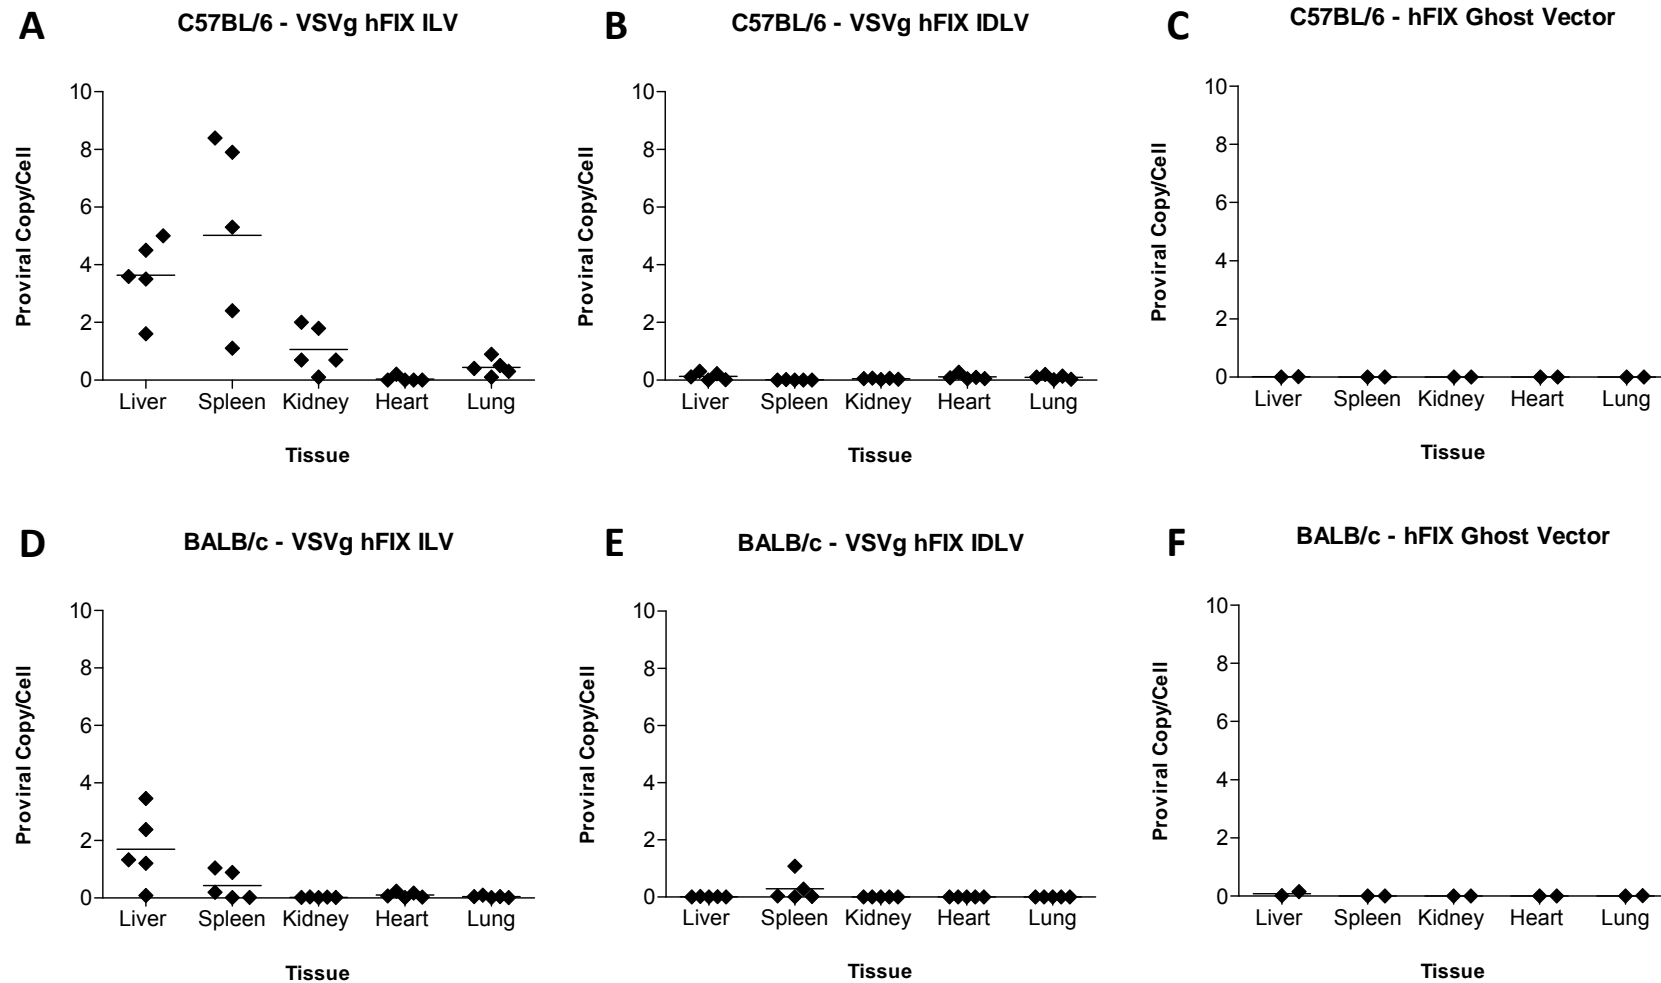 A
C57BL/6 - VSVg hFIX ILV
Proviral Copy/Cell
10
8
6
4
2
0
Liver Spleen Kidney Heart Lung
Tissue
B
C57BL/6 - VSVg hFIX IDLV
Proviral Copy/Cell
10
8
6
4
2
0
Liver Spleen Kidney Heart Lung
Tissue
C
C57BL/6 - hFIX Ghost Vector
Proviral Copy/Cell
10
8
6
4
2
0
Liver Spleen Kidney Heart Lung
Tissue
D
BALB/c - VSVg hFIX ILV
Proviral Copy/Cell
10
8
6
4
2
0
Liver Spleen Kidney Heart Lung
Tissue
E
BALB/c - VSVg hFIX IDLV
Proviral Copy/Cell
10
8
6
4
2
0
Liver Spleen Kidney Heart Lung
Tissue
F
BALB/c - hFIX Ghost Vector
Proviral Copy/Cell
10
8
6
4
2
0
Liver Spleen Kidney Heart Lung
Tissue